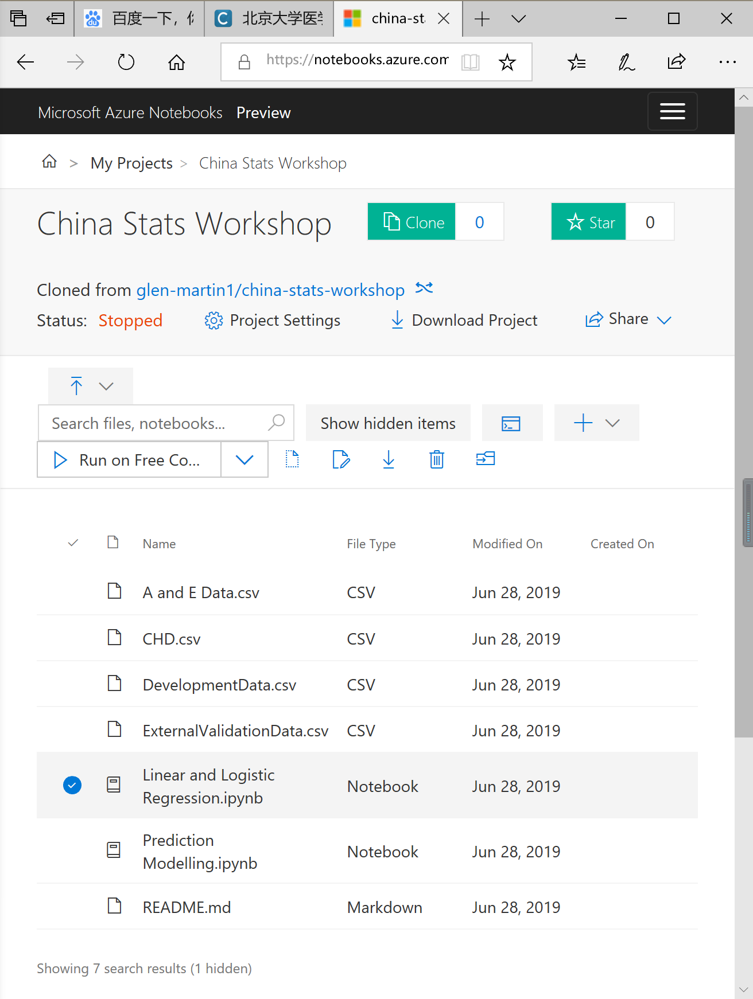 百度一下，
北京大学医
china-st
https://notebooks.azure.com
Microsoft Azure Notebooks Preview
> My Projects > China Stats Workshop
China Stats Workshop
Clone 0
Star 0
Cloned from glen-martin1/china-stats-workshop
Status: Stopped
Project Settings
Download Project
Share
Search files, notebooks...
Show hidden items
Run on Free Co...
Name File Type Modified On Created On
A and E Data.csv CSV Jun 28, 2019
CHD.csv CSV Jun 28, 2019
DevelopmentData.csv CSV Jun 28, 2019
ExternalValidationData.csv CSV Jun 28, 2019
Linear and Logistic
Regression.ipynb Notebook Jun 28, 2019
Prediction
Modelling.ipynb Notebook Jun 28, 2019
README.md Markdown Jun 28, 2019
Showing 7 search results (1 hidden)